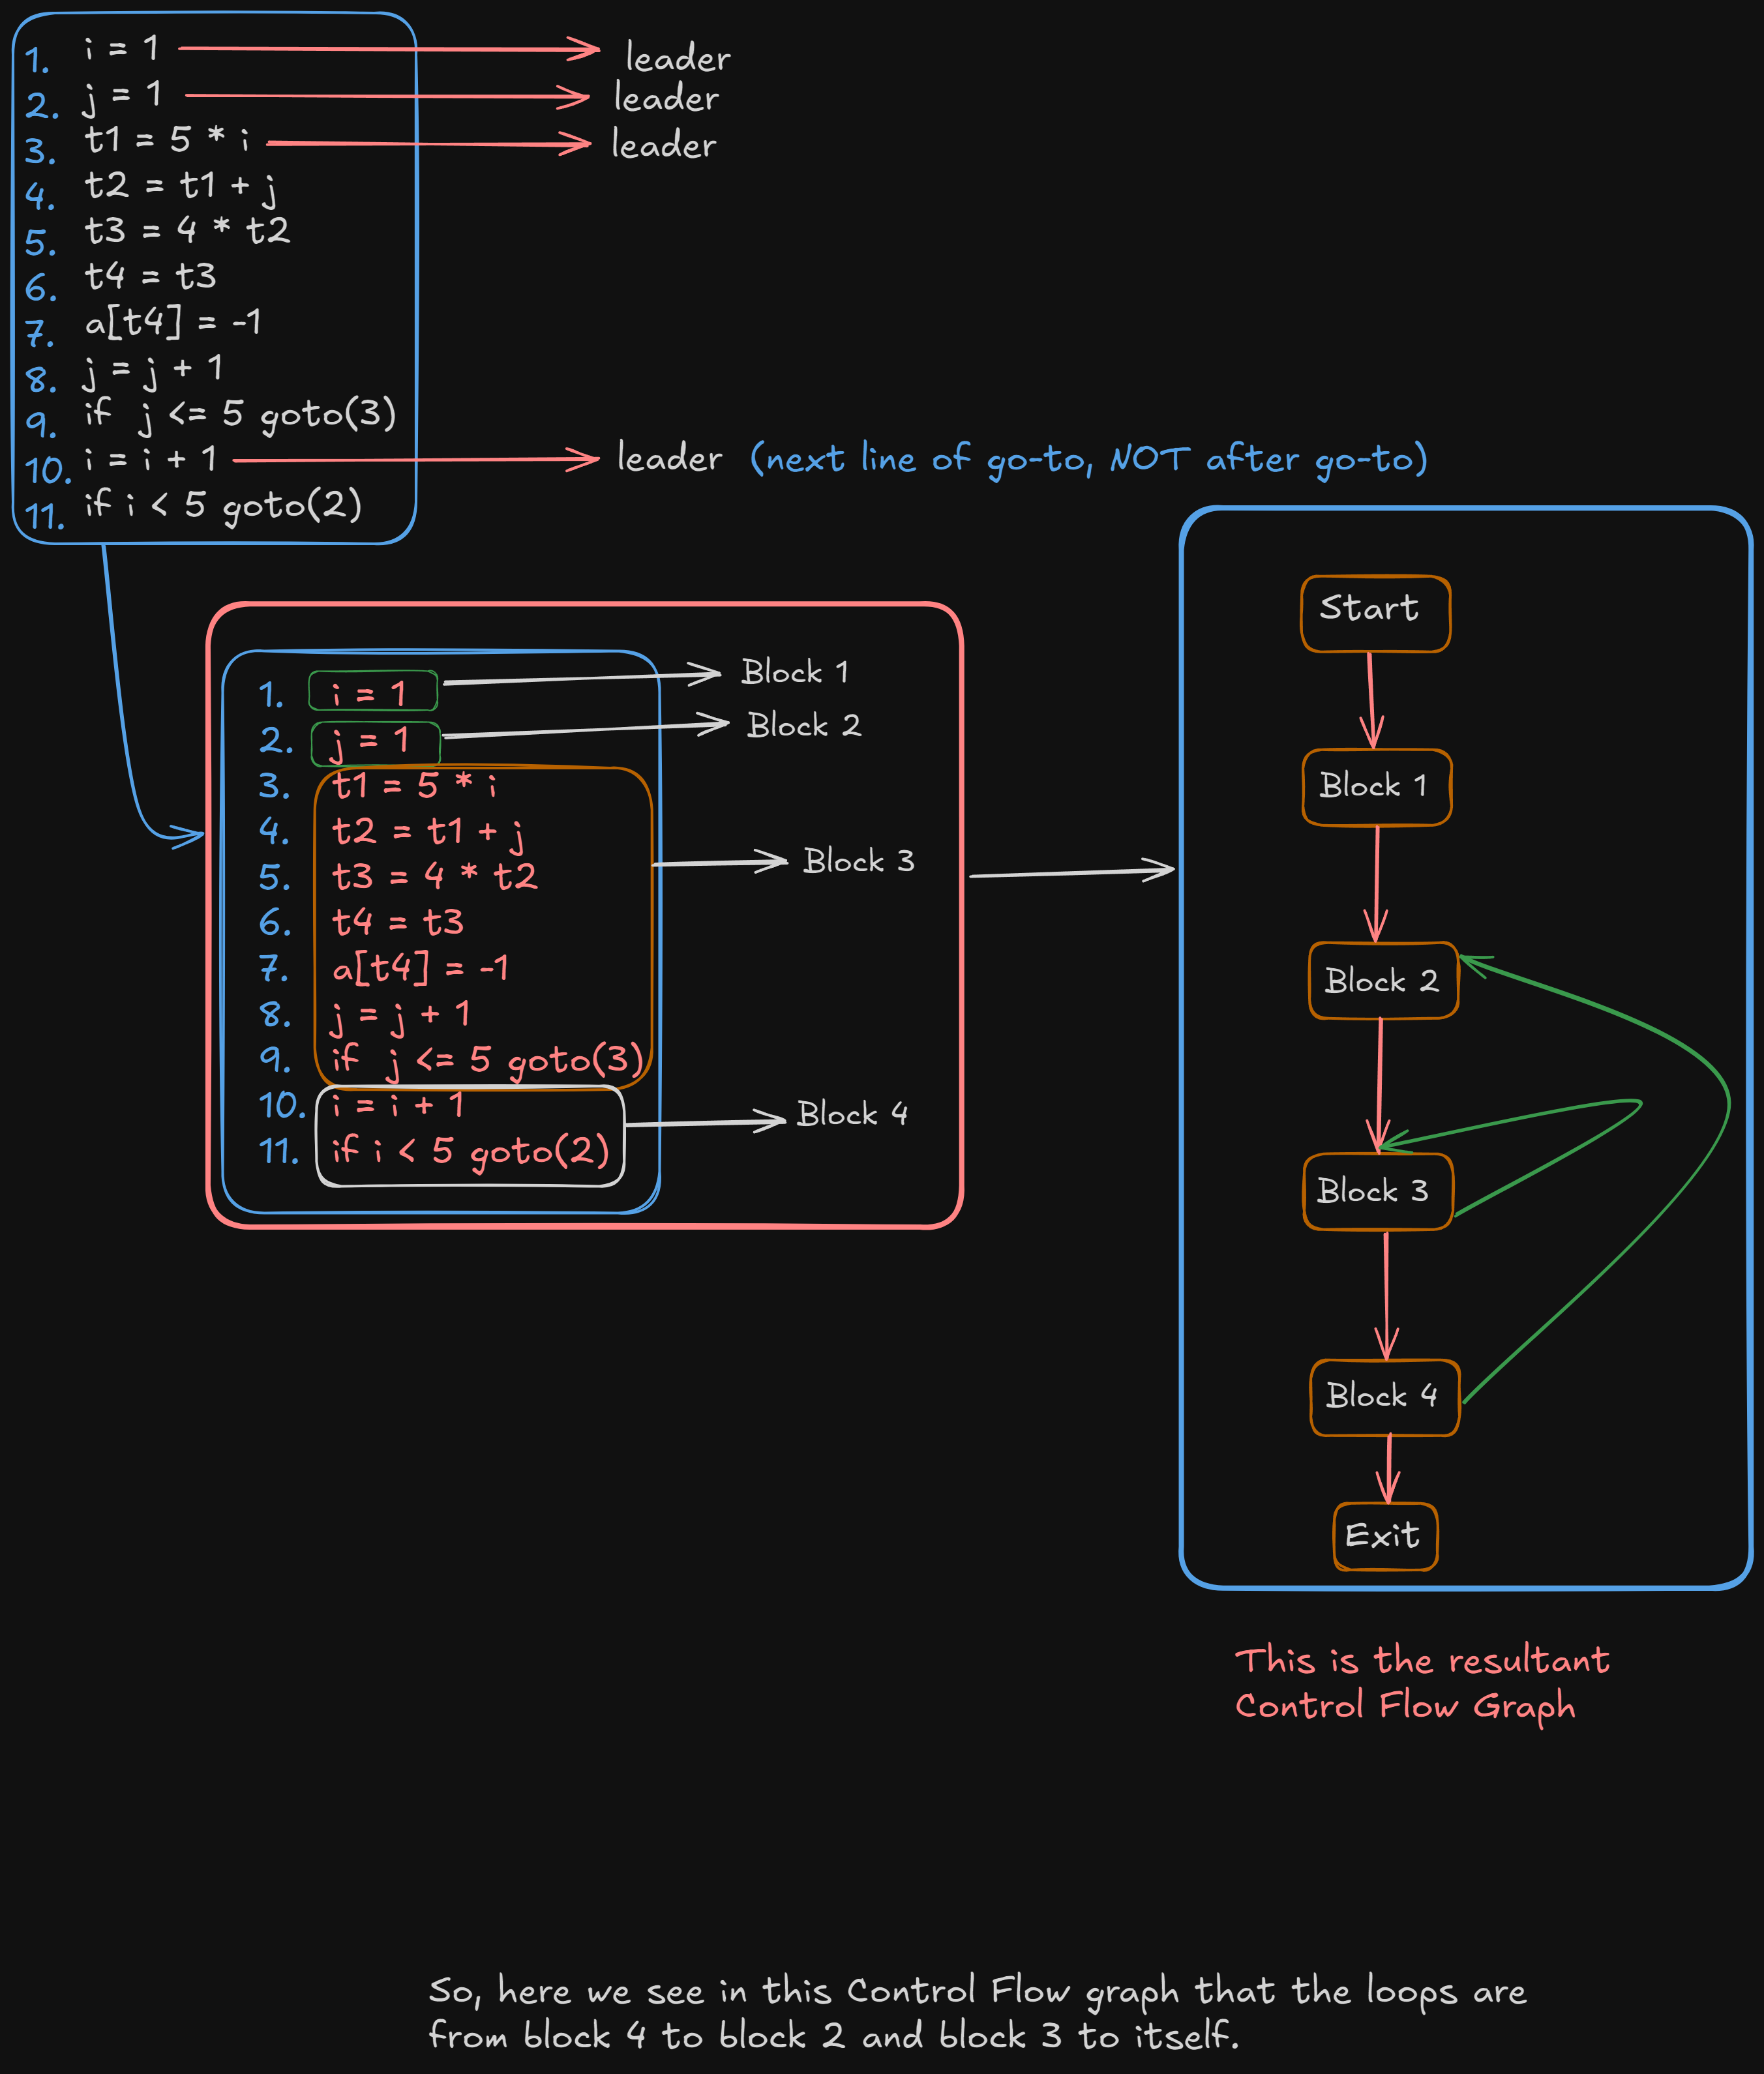 1. i = 1 leader
2. j = 1 leader
3. t1 = 5 * i leader
4. t2 = t1 + j
5. t3 = 4 * t2
6. t4 = t3
7. a[t4] = -1
8. j = j + 1
9. if j <= 5 goto(3)
10. i = i + 1 leader (next line of go-to, NOT after go-to)
11. if i < 5 goto(2)
1. i = 1 Block 1
2. j = 1 Block 2
3. t1 = 5 * i
4. t2 = t1 + j
5. t3 = 4 * t2 Block 3
6. t4 = t3
7. a[t4] = -1
8. j = j + 1
9. if j <= 5 goto(3)
10. i = i + 1 Block 4
11. if i < 5 goto(2)
Start
Block 1
Block 2
Block 3
Block 4
Exit
This is the resultant
Control Flow Graph
So, here we see in this Control Flow graph that the loops are
from block 4 to block 2 and block 3 to itself.